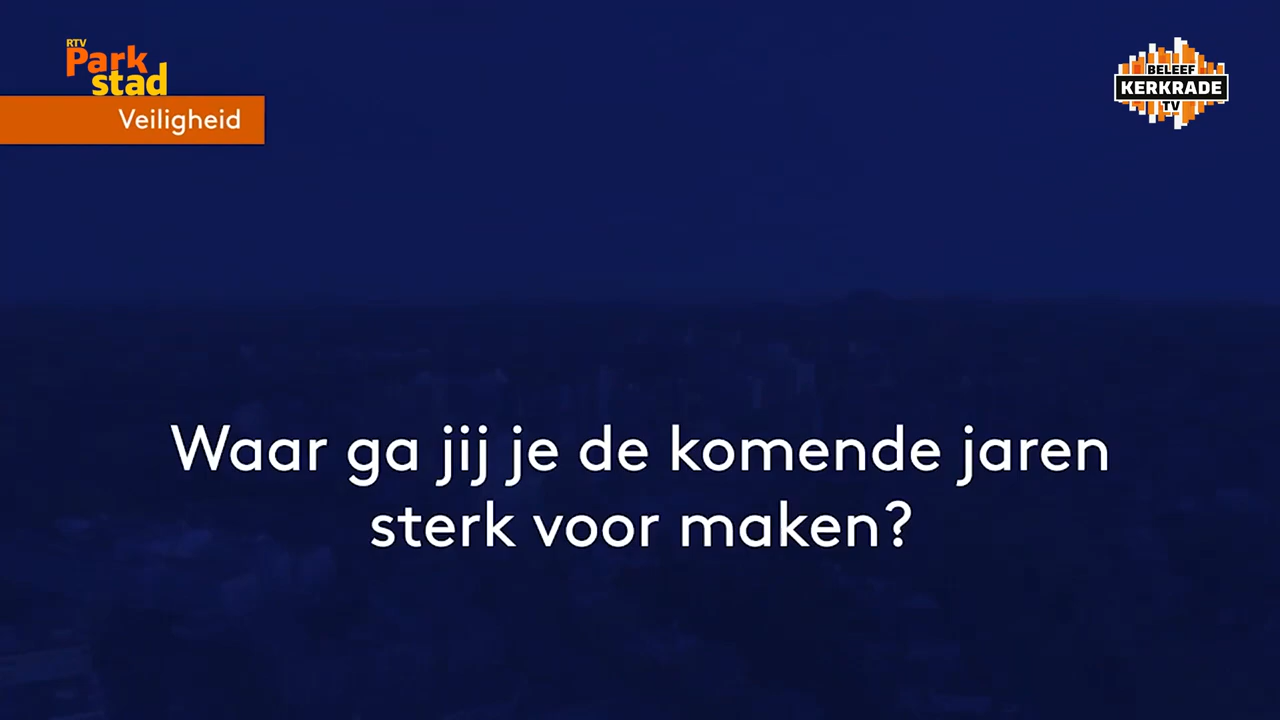 RTV
Park
stad
Veiligheid
BELEEF
KERKRADE
TV
Waar ga jij je de komende jaren
sterk voor maken?